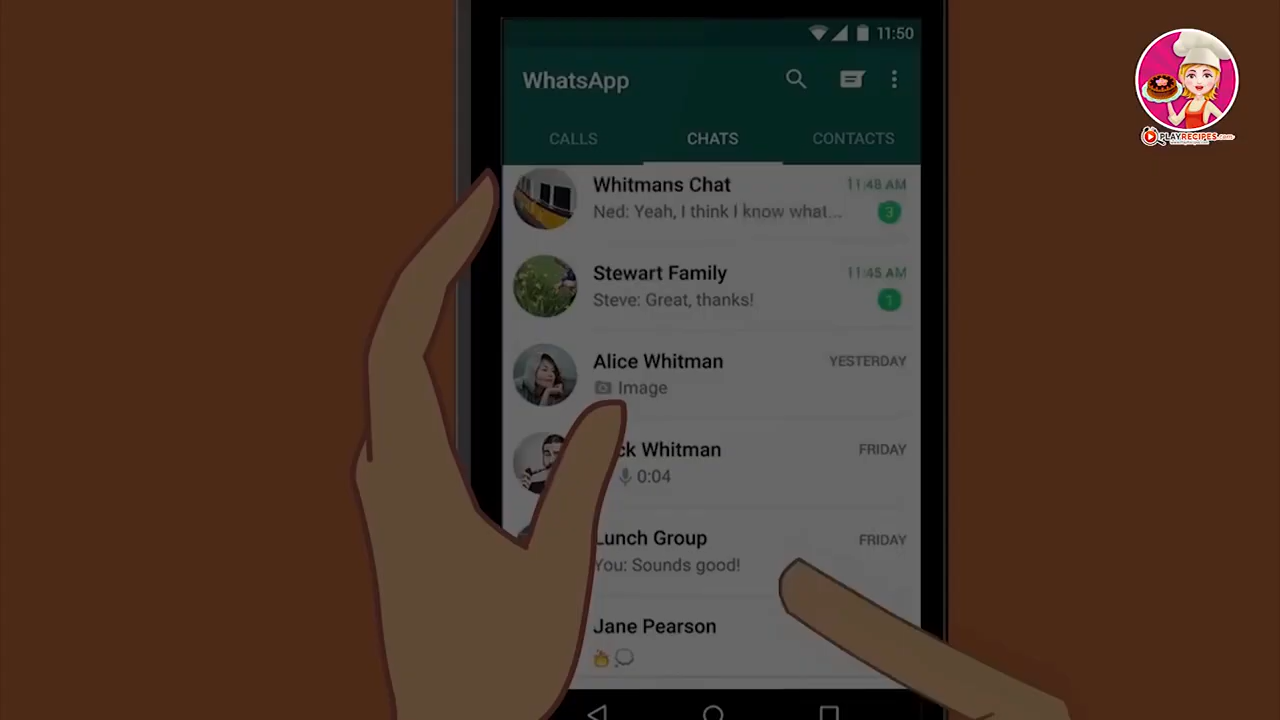 11:50
WhatsApp
CALLS
CHATS
CONTACTS
Whitmans Chat
11:48 AM
Ned: Yeah, I think I know what...
3
Stewart Family
11:45 AM
Steve: Great, thanks!
1
Alice Whitman
YESTERDAY
Image
ck Whitman
FRIDAY
0:04
Lunch Group
FRIDAY
You: Sounds good!
Jane Pearson
PLAYRECIPES.com